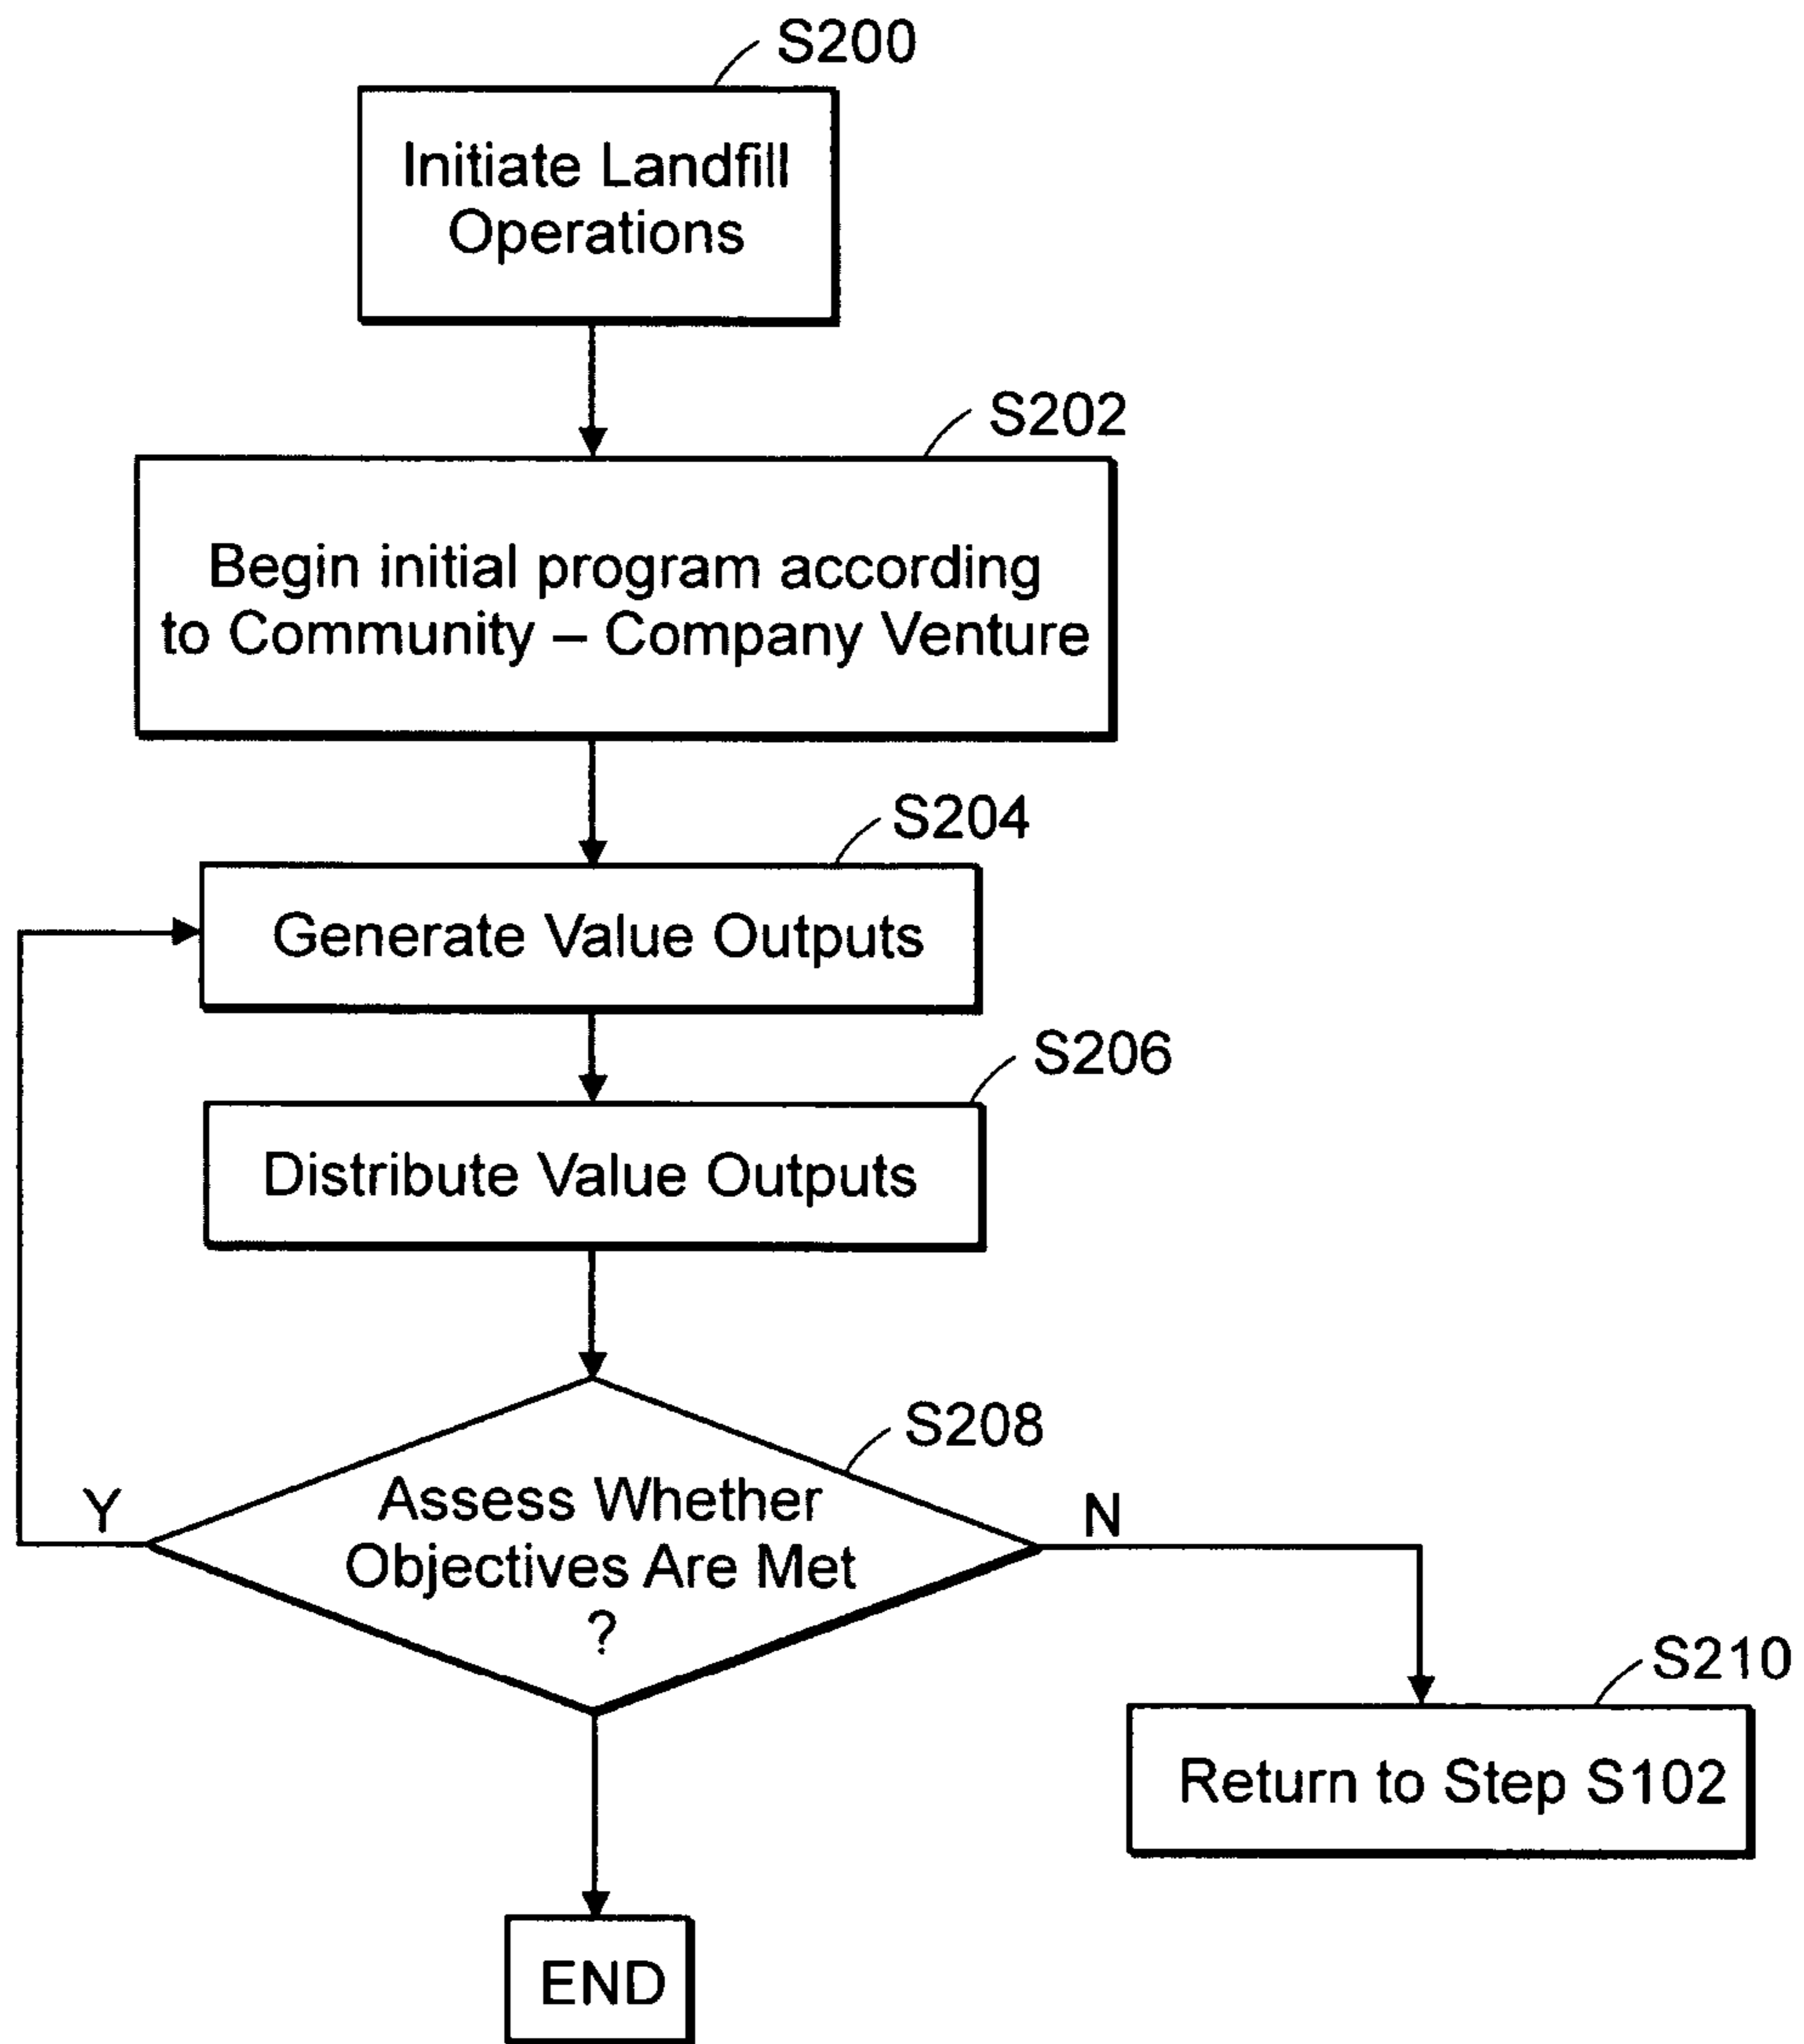 S200
Initiate Landfill
Operations
S202
Begin initial program according
to Community – Company Venture
S204
Generate Value Outputs
S206
Distribute Value Outputs
S208
Assess Whether
Objectives Are Met
?
Y
N
S210
Return to Step S102
END